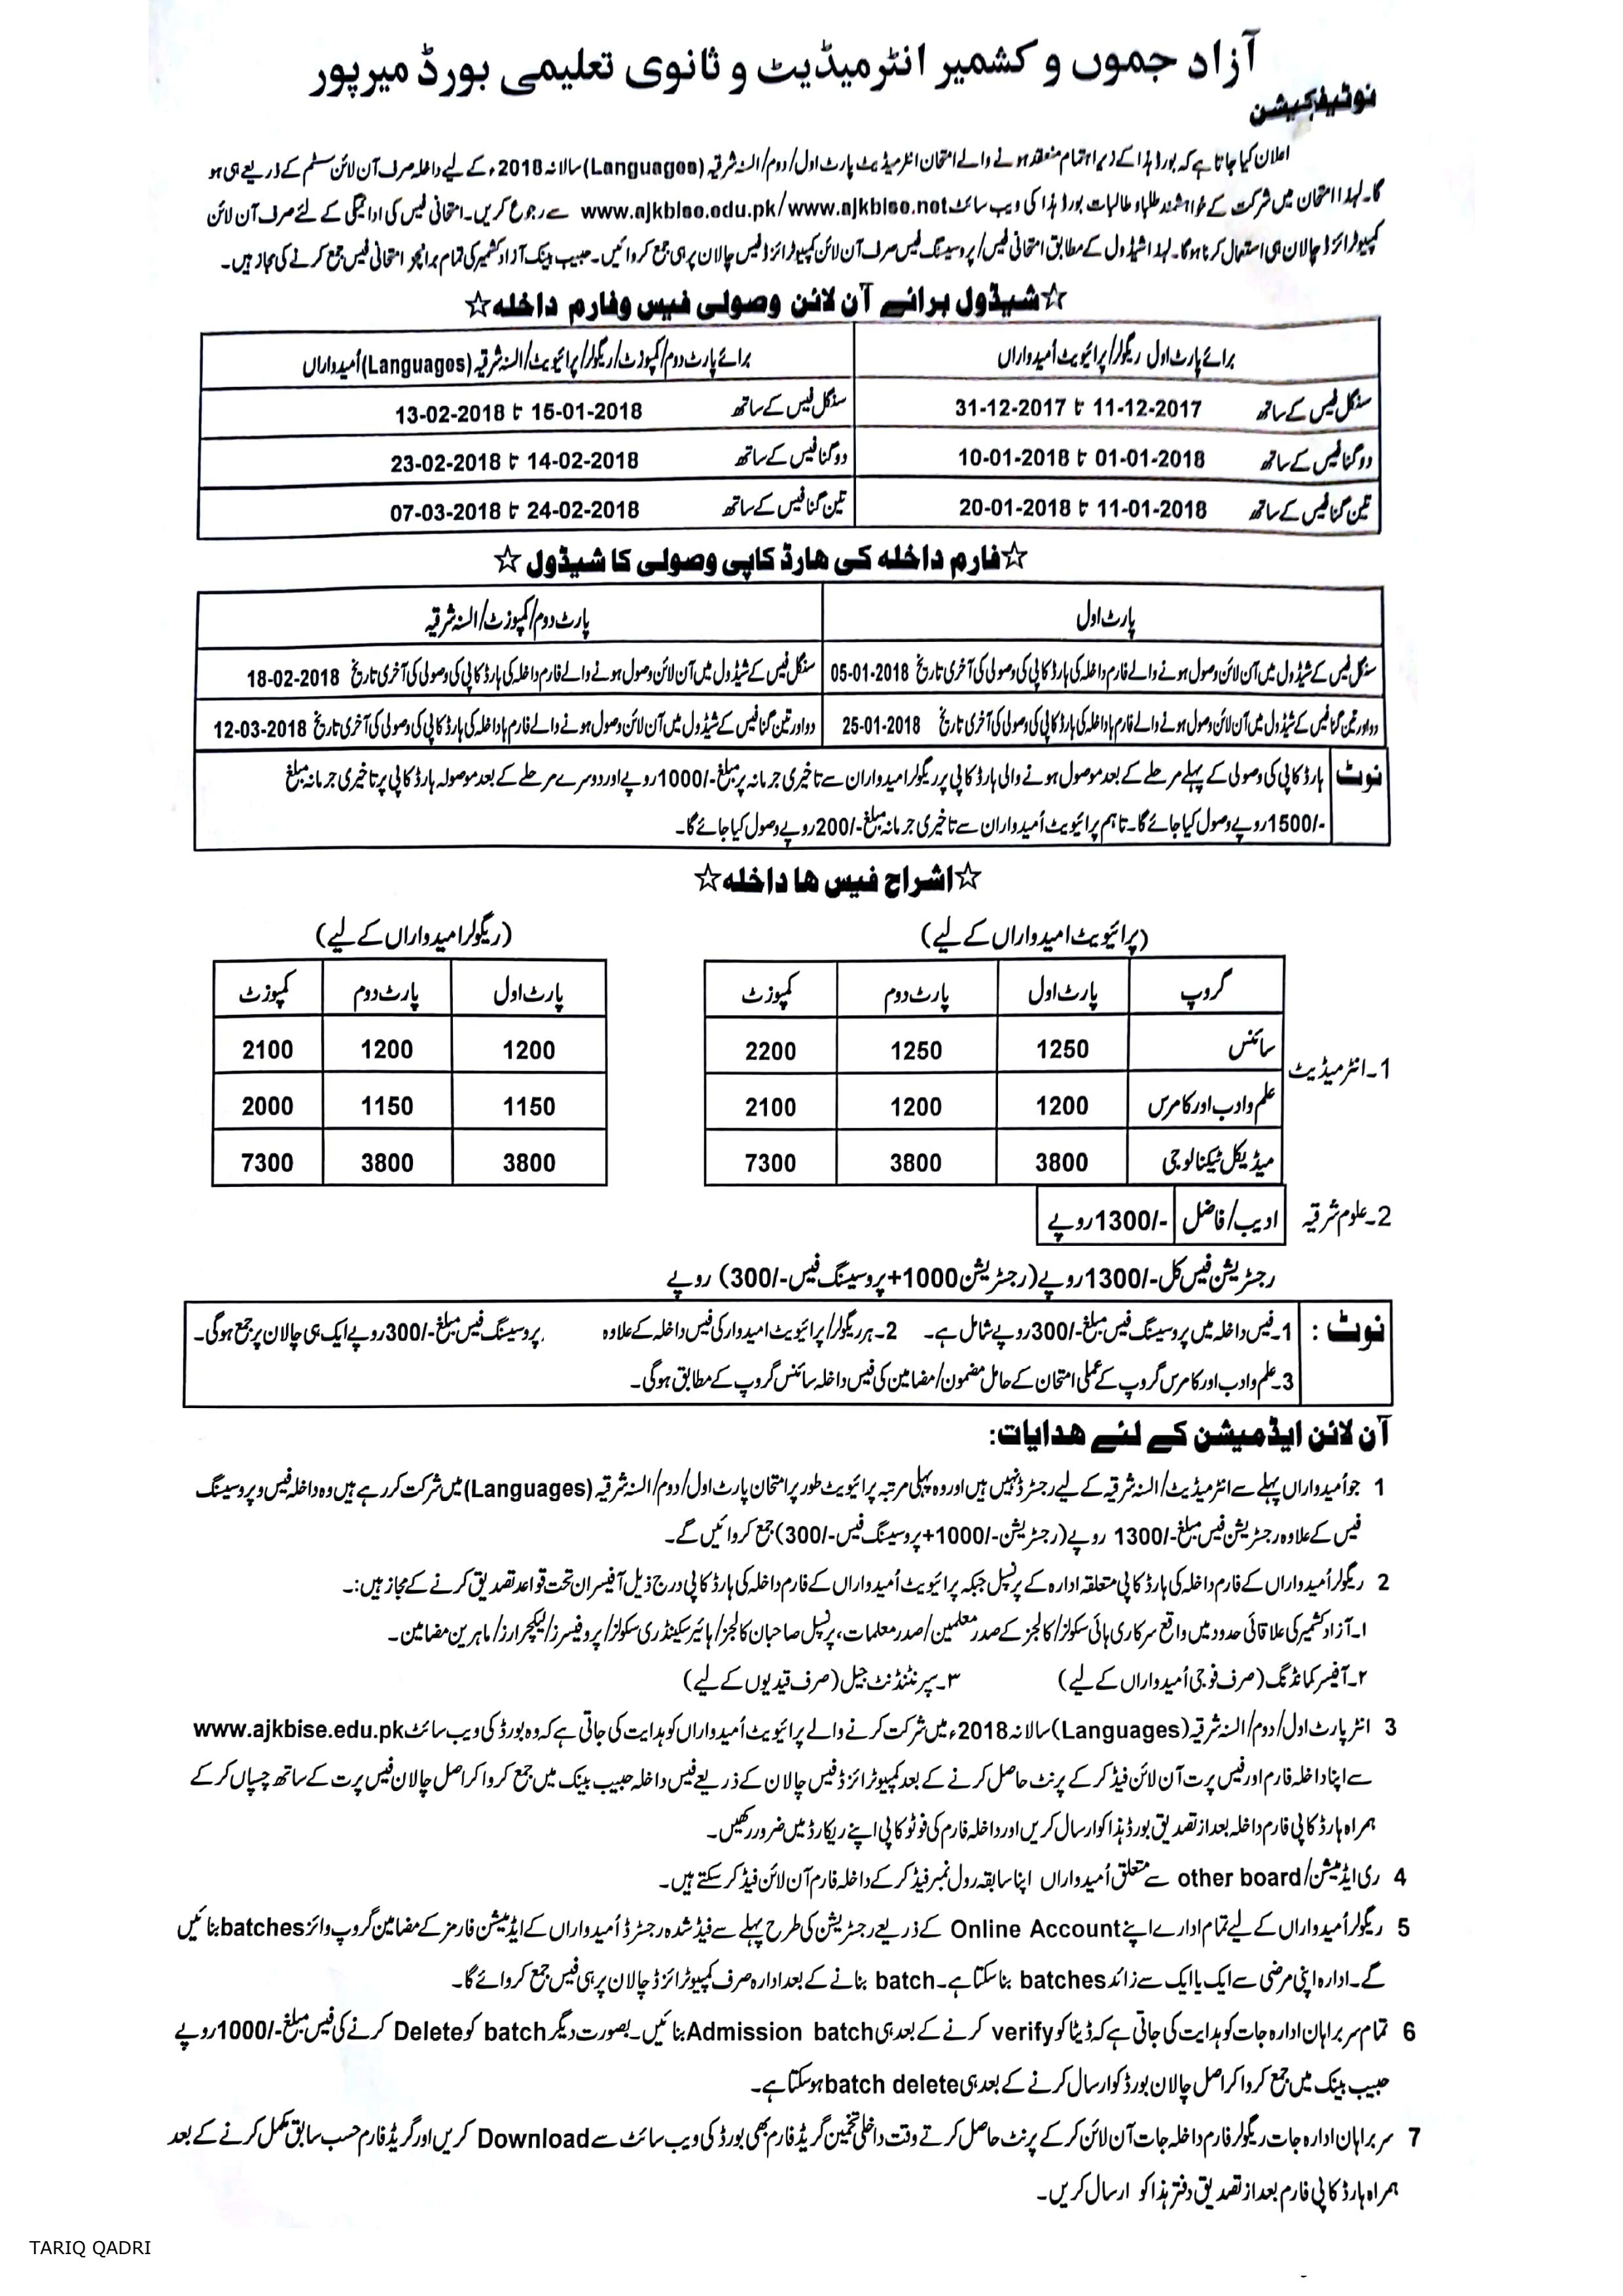 آزاد جموں و کشمیر انٹرمیڈیٹ و ثانوی تعلیمی بورڈ میرپور
نوٹیفیکیشن
اعلان کیا جاتا ہے کہ بورڈ ہذا کے زیر اہتمام منعقد ہونے والے امتحان انٹرمیڈیٹ پارٹ اول/دوم/السنہ شرقیہ (Languages) سالانہ 2018ء کے لیے داخلہ صرف آن لائن سسٹم کے ذریعے ہی ہو
گا۔ لہذا امتحان میں شرکت کے خواہشمند طلباء و طالبات بورڈ ہذا کی ویب سائٹ www.ajkbise.edu.pk/www.ajkbise.net سے رجوع کریں۔ امتحانی فیس کی ادائیگی کے لئے صرف آن لائن
کمپیوٹرائزڈ چالان ہی استعمال کرنا ہوگا۔ لہذا شیڈول کے مطابق امتحانی فیس/پروسیسنگ فیس صرف آن لائن کمپیوٹرائزڈ فیس چالان پر ہی جمع کروائیں۔ حبیب بینک آزاد کشمیر کی تمام برانچز امتحانی فیس جمع کرنے کی مجاز ہیں۔
☆شیڈول برائے آن لائن وصولی فیس وفارم داخلہ☆
برائے پارٹ اول ریگولر/پرائیویٹ اُمیدواراں برائے پارٹ دوم/کمپوزٹ/ریگولر/پرائیویٹ/السنہ شرقیہ (Languages) اُمیدواراں
سنگل فیس کے ساتھ 11-12-2017 تا 31-12-2017 سنگل فیس کے ساتھ 15-01-2018 تا 13-02-2018
دوگنا فیس کے ساتھ 01-01-2018 تا 10-01-2018 دوگنا فیس کے ساتھ 14-02-2018 تا 23-02-2018
تین گنا فیس کے ساتھ 11-01-2018 تا 20-01-2018 تین گنا فیس کے ساتھ 24-02-2018 تا 07-03-2018
☆فارم داخلہ کی ہارڈ کاپی وصولی کا شیڈول☆
پارٹ اول پارٹ دوم/کمپوزٹ/السنہ شرقیہ
سنگل فیس کے شیڈول میں آن لائن وصول ہونے والے فارم داخلہ کی ہارڈ کاپی کی وصولی کی آخری تاریخ 05-01-2018 سنگل فیس کے شیڈول میں آن لائن وصول ہونے والے فارم داخلہ کی ہارڈ کاپی کی وصولی کی آخری تاریخ 18-02-2018
دو اور تین گنا فیس کے شیڈول میں آن لائن وصول ہونے والے فارم ہا داخلہ کی ہارڈ کاپی کی وصولی کی آخری تاریخ 25-01-2018 دو اور تین گنا فیس کے شیڈول میں آن لائن وصول ہونے والے فارم ہا داخلہ کی ہارڈ کاپی کی وصولی کی آخری تاریخ 12-03-2018
نوٹ ہارڈ کاپی کی وصولی کے پہلے مرحلے کے بعد موصول ہونے والی ہارڈ کاپی پر ریگولر امیدواران سے تاخیری جرمانہ پر مبلغ -/1000 روپے اور دوسرے مرحلے کے بعد موصولہ ہارڈ کاپی پر تاخیری جرمانہ مبلغ
-/1500 روپے وصول کیا جائے گا۔ تاہم پرائیویٹ اُمیدواران سے تاخیری جرمانہ مبلغ -/200 روپے وصول کیا جائے گا۔
☆اشراح فیس ہا داخلہ☆
(پرائیویٹ امیدواراں کے لیے) (ریگولر امیدواراں کے لیے)
گروپ پارٹ اول پارٹ دوم کمپوزٹ پارٹ اول پارٹ دوم کمپوزٹ
سائنس 1250 1250 2200 1200 1200 2100
1۔انٹرمیڈیٹ
علم و ادب اور کامرس 1200 1200 2100 1150 1150 2000
میڈیکل ٹیکنالوجی 3800 3800 7300 3800 3800 7300
2۔علوم شرقیہ ادیب/فاضل -/1300 روپے
رجسٹریشن فیس کل -/1300 روپے (رجسٹریشن 1000+پروسیسنگ فیس -/300) روپے
نوٹ : 1۔فیس داخلہ میں پروسیسنگ فیس مبلغ -/300 روپے شامل ہے۔ 2۔ہر ریگولر/پرائیویٹ امیدوار کی فیس داخلہ کے علاوہ پروسیسنگ فیس مبلغ -/300 روپے ایک ہی چالان پر جمع ہوگی۔
3۔علم و ادب اور کامرس گروپ کے عملی امتحان کے حامل مضمون/مضامین کی فیس داخلہ سائنس گروپ کے مطابق ہوگی۔
آن لائن ایڈمیشن کے لئے ہدایات:
1 جو اُمیدواراں پہلے سے انٹرمیڈیٹ/السنہ شرقیہ کے لیے رجسٹرڈ نہیں ہیں اور وہ پہلی مرتبہ پرائیویٹ طور پر امتحان پارٹ اول/دوم/السنہ شرقیہ (Languages) میں شرکت کر رہے ہیں وہ داخلہ فیس و پروسیسنگ
فیس کے علاوہ رجسٹریشن فیس مبلغ -/1300 روپے (رجسٹریشن -/1000+پروسیسنگ فیس -/300) جمع کروائیں گے۔
2 ریگولر اُمیدواراں کے فارم داخلہ کی ہارڈ کاپی متعلقہ ادارہ کے پرنسپل جبکہ پرائیویٹ اُمیدواراں کے فارم داخلہ کی ہارڈ کاپی درج ذیل آفیسران تحت قواعد تصدیق کرنے کے مجاز ہیں:۔
۱۔آزاد کشمیر کی علاقائی حدود میں واقع سرکاری ہائی سکولز/کالجز کے صدر معلمین/صدر معلمات، پرنسپل صاحبان کالجز/ہائیر سیکنڈری سکولز/پروفیسرز/لیکچرارز/ماہرین مضامین۔
۲۔آفیسر کمانڈنگ (صرف فوجی اُمیدواراں کے لیے) ۳۔سپرنٹنڈنٹ جیل (صرف قیدیوں کے لیے)
3 انٹر پارٹ اول/دوم/السنہ شرقیہ (Languages) سالانہ 2018ء میں شرکت کرنے والے پرائیویٹ اُمیدواراں کو ہدایت کی جاتی ہے کہ وہ بورڈ کی ویب سائٹ www.ajkbise.edu.pk
سے اپنا داخلہ فارم اور فیس پرت آن لائن فیڈ کر کے پرنٹ حاصل کرنے کے بعد کمپیوٹرائزڈ فیس چالان کے ذریعے فیس داخلہ حبیب بینک میں جمع کروا کر اصل چالان فیس پرت کے ساتھ چسپاں کر کے
ہمراہ ہارڈ کاپی فارم داخلہ بعد از تصدیق بورڈ ہذا کو ارسال کریں اور داخلہ فارم کی فوٹو کاپی اپنے ریکارڈ میں ضرور رکھیں۔
4 ری ایڈمیشن/other board سے متعلق اُمیدواراں اپنا سابقہ رول نمبر فیڈ کر کے داخلہ فارم آن لائن فیڈ کر سکتے ہیں۔
5 ریگولر اُمیدواراں کے لیے تمام ادارے اپنے Online Account کے ذریعے رجسٹریشن کی طرح پہلے سے فیڈ شدہ رجسٹرڈ اُمیدواراں کے ایڈمیشن فارمز کے مضامین گروپ وائز batches بنائیں
گے۔ ادارہ اپنی مرضی سے ایک یا ایک سے زائد batches بنا سکتا ہے۔ batch بنانے کے بعد ادارہ صرف کمپیوٹرائزڈ چالان پر ہی فیس جمع کروائے گا۔
6 تمام سربراہان ادارہ جات کو ہدایت کی جاتی ہے کہ ڈیٹا کو verify کرنے کے بعد ہی Admission batch بنائیں۔ بصورت دیگر batch کو Delete کرنے کی فیس مبلغ -/1000 روپے
حبیب بینک میں جمع کروا کر اصل چالان بورڈ کو ارسال کرنے کے بعد ہی batch delete ہو سکتا ہے۔
7 سربراہان ادارہ جات ریگولر فارم داخلہ جات آن لائن کر کے پرنٹ حاصل کرتے وقت داخلی تخمین گریڈ فارم بھی بورڈ کی ویب سائٹ سے Download کریں اور گریڈ فارم حسب سابق مکمل کرنے کے بعد
ہمراہ ہارڈ کاپی فارم بعد از تصدیق دفتر ہذا کو ارسال کریں۔
TARIQ QADRI